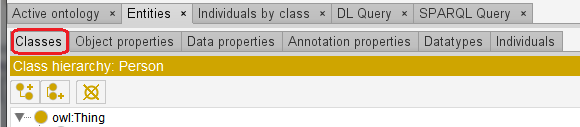 Active ontology × Entities × Individuals by class × DL Query × SPARQL Query ×
Classes Object properties Data properties Annotation properties Datatypes Individuals
Class hierarchy: Person
owl:Thing